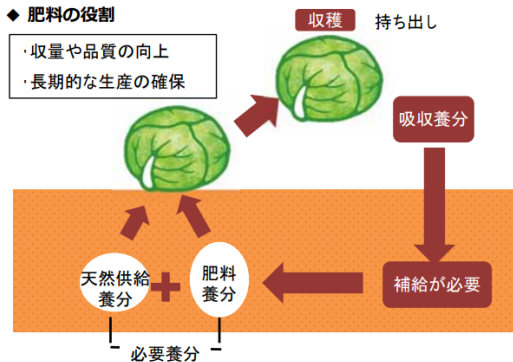 ◆ 肥料の役割
・収量や品質の向上
・長期的な生産の確保
収穫 持ち出し
吸収養分
天然供給
養分
肥料
養分
補給が必要
必要養分